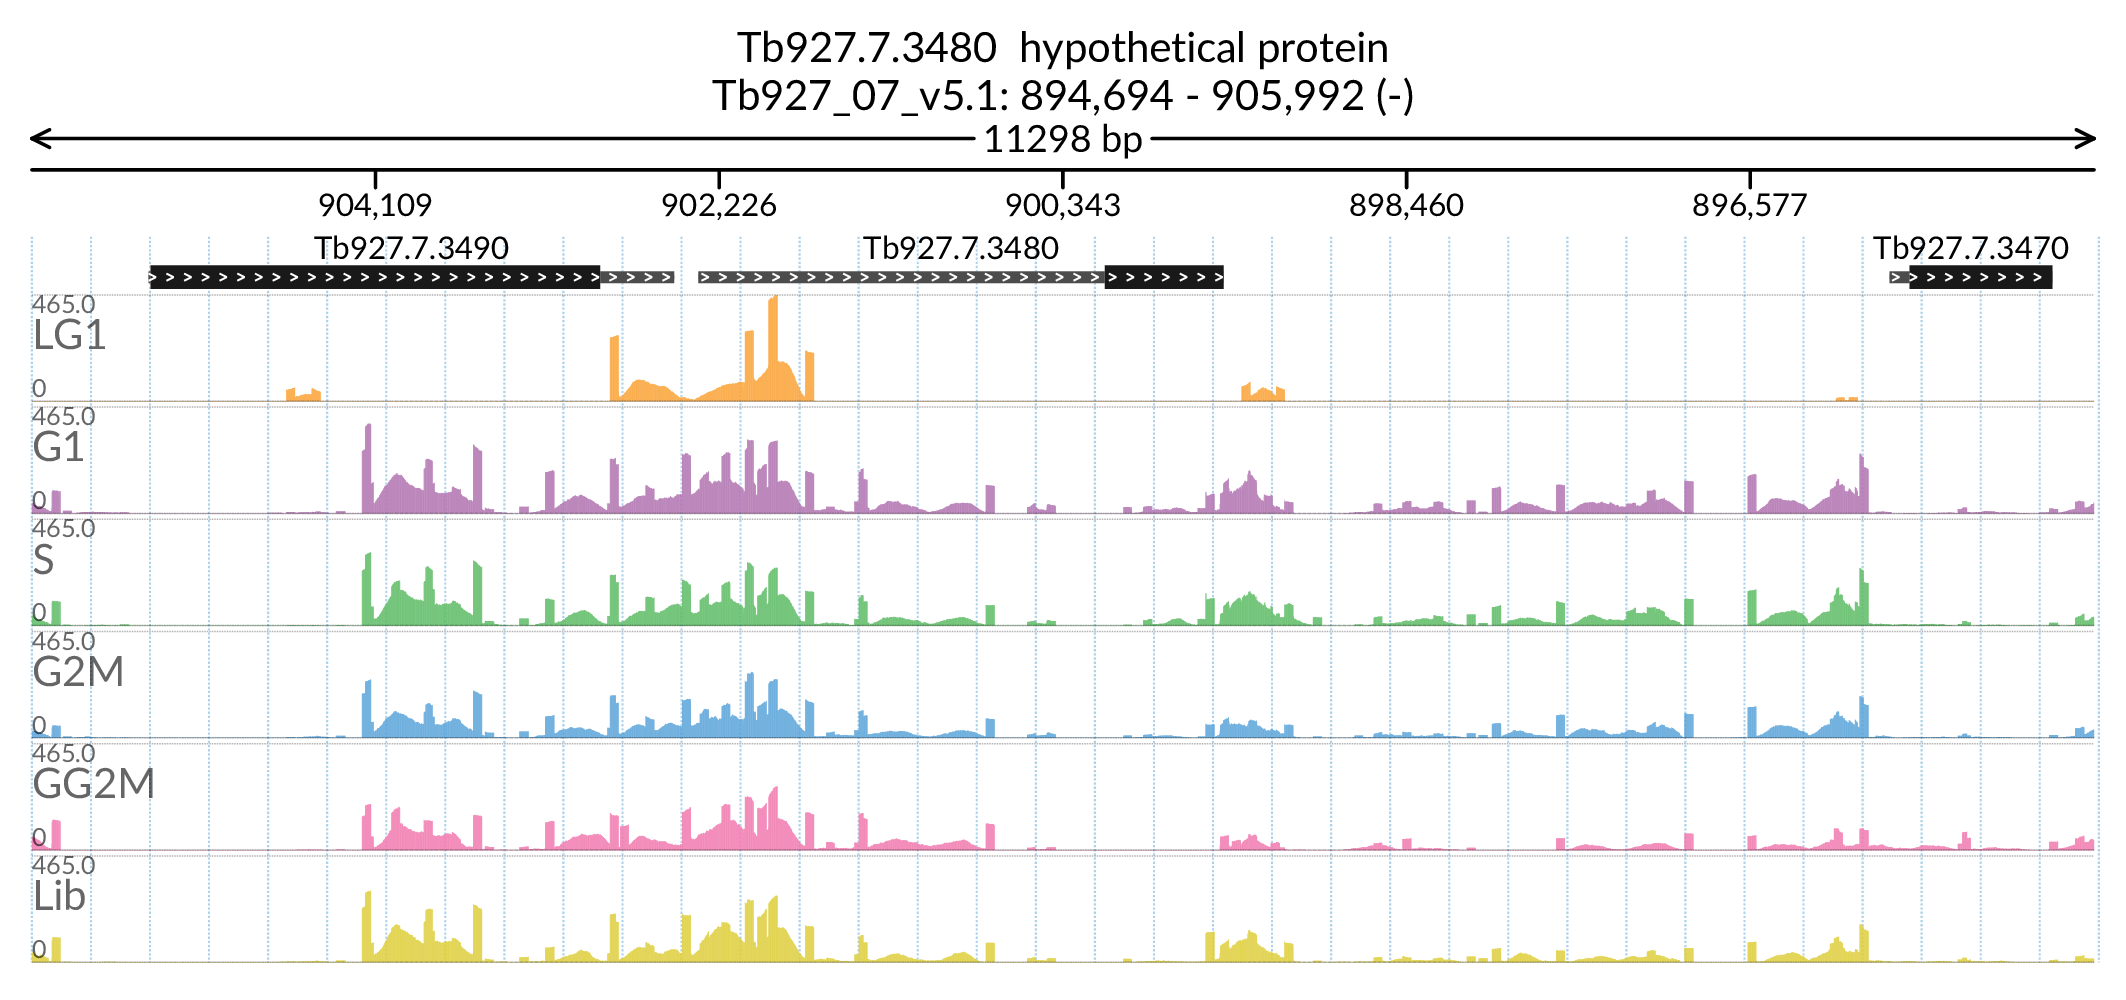 Tb927.7.3480  hypothetical protein
Tb927_07_v5.1: 894,694 - 905,992 (-)
11298 bp
904,109 902,226 900,343 898,460 896,577
Tb927.7.3490 Tb927.7.3480 Tb927.7.3470
465.0
LG1
0
465.0
G1
0
465.0
S
0
465.0
G2M
0
465.0
GG2M
0
465.0
Lib
0